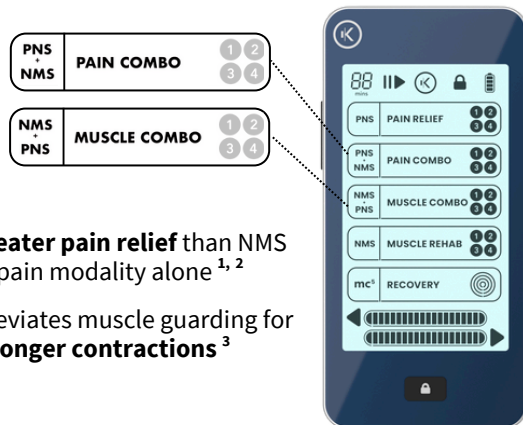 PNS
+
NMS
PAIN COMBO
1 2
3 4
NMS
+
PNS
MUSCLE COMBO
1 2
3 4
eater pain relief than NMS
pain modality alone 1, 2
eviates muscle guarding for
onger contractions 3
K
88
mins
K
PNS
PAIN RELIEF
1 2
3 4
PNS
+
NMS
PAIN COMBO
1 2
3 4
NMS
+
PNS
MUSCLE COMBO
1 2
3 4
NMS
MUSCLE REHAB
1 2
3 4
mc5
RECOVERY